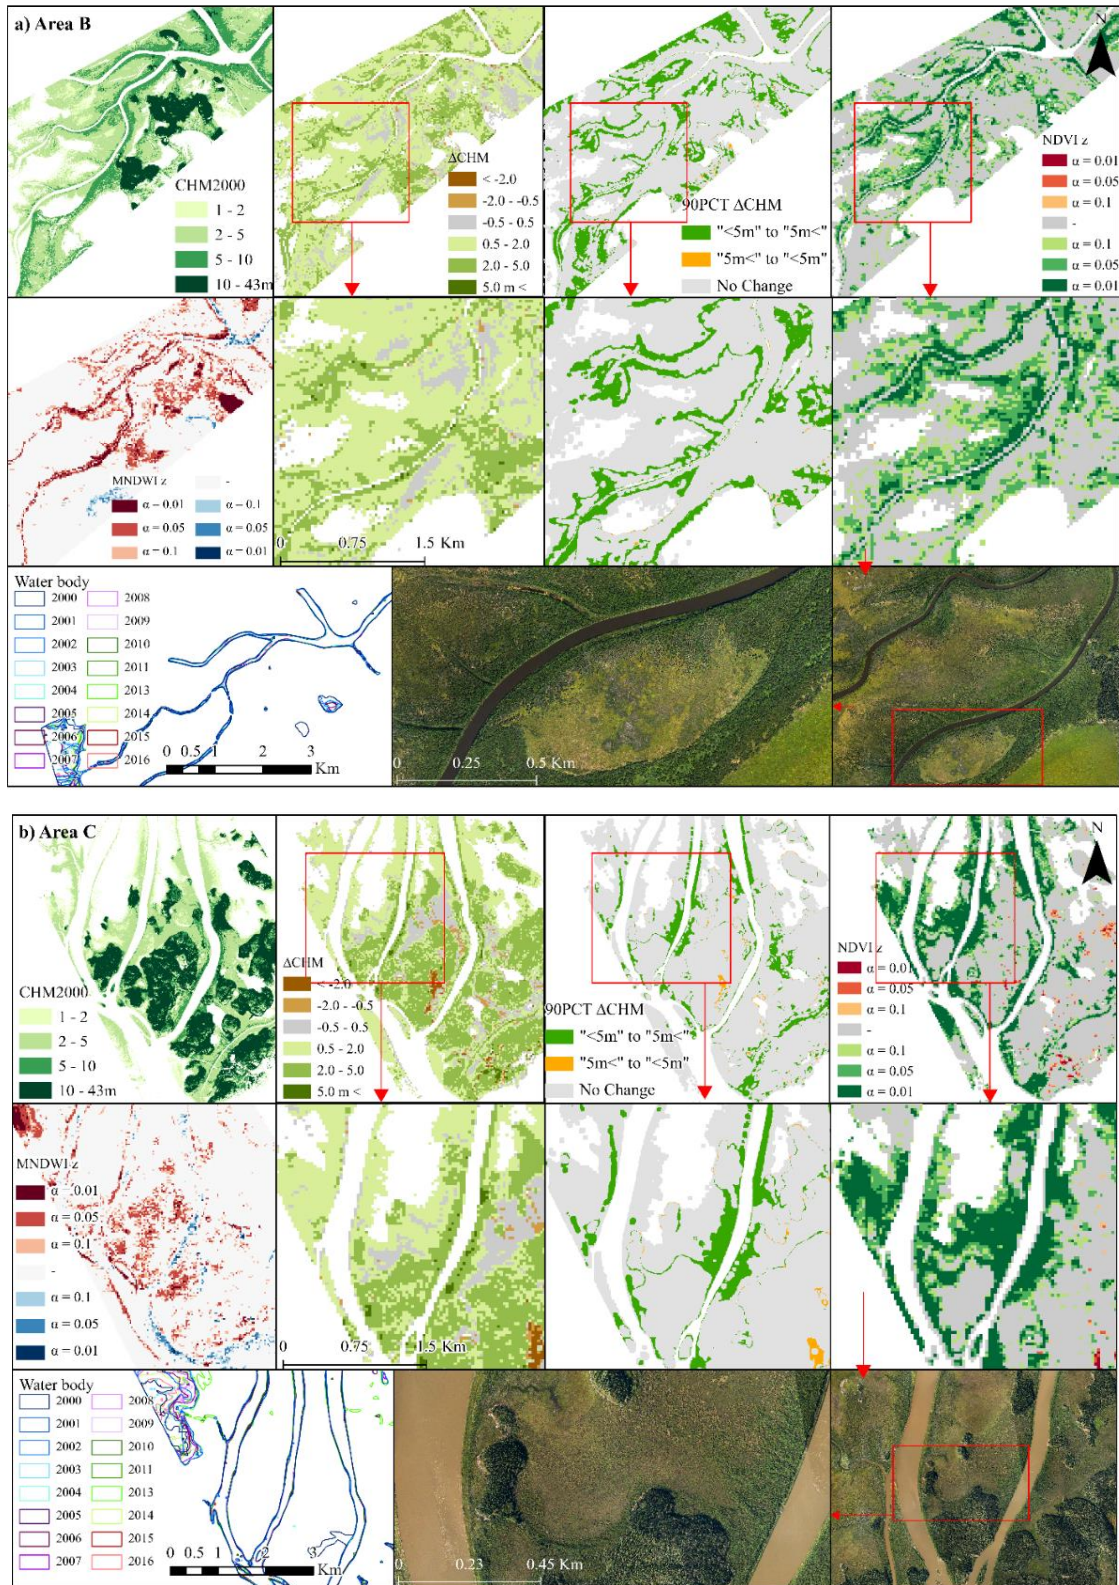 a) Area B
CHM2000
1 - 2
2 - 5
5 - 10
10 - 43m
ΔCHM
< -2.0
-2.0 - -0.5
-0.5 - 0.5
0.5 - 2.0
2.0 - 5.0
5.0 m <
90PCT ΔCHM
"<5m" to "5m<"
"5m<" to "<5m"
No Change
N
NDVI z
α = 0.01
α = 0.05
α = 0.1
-
α = 0.1
α = 0.05
α = 0.01
MNDWI z
α = 0.01
α = 0.05
α = 0.1
-
α = 0.1
α = 0.05
α = 0.01
0 0.75 1.5 Km
Water body
2000 2008
2001 2009
2002 2010
2003 2011
2004 2013
2005 2014
2006 2015
2007 2016
0 0.5 1 2 3
Km
0 0.25 0.5 Km
b) Area C
CHM2000
1 - 2
2 - 5
5 - 10
10 - 43m
ΔCHM
< -2.0
-2.0 - -0.5
-0.5 - 0.5
0.5 - 2.0
2.0 - 5.0
5.0 m <
90PCT ΔCHM
"<5m" to "5m<"
"5m<" to "<5m"
No Change
N
NDVI z
α = 0.01
α = 0.05
α = 0.1
-
α = 0.1
α = 0.05
α = 0.01
MNDWI z
α = 0.01
α = 0.05
α = 0.1
-
α = 0.1
α = 0.05
α = 0.01
0 0.75 1.5 Km
Water body
2000 2008
2001 2009
2002 2010
2003 2011
2004 2013
2005 2014
2006 2015
2007 2016
0 0.5 1 2
Km
0 0.23 0.45 Km